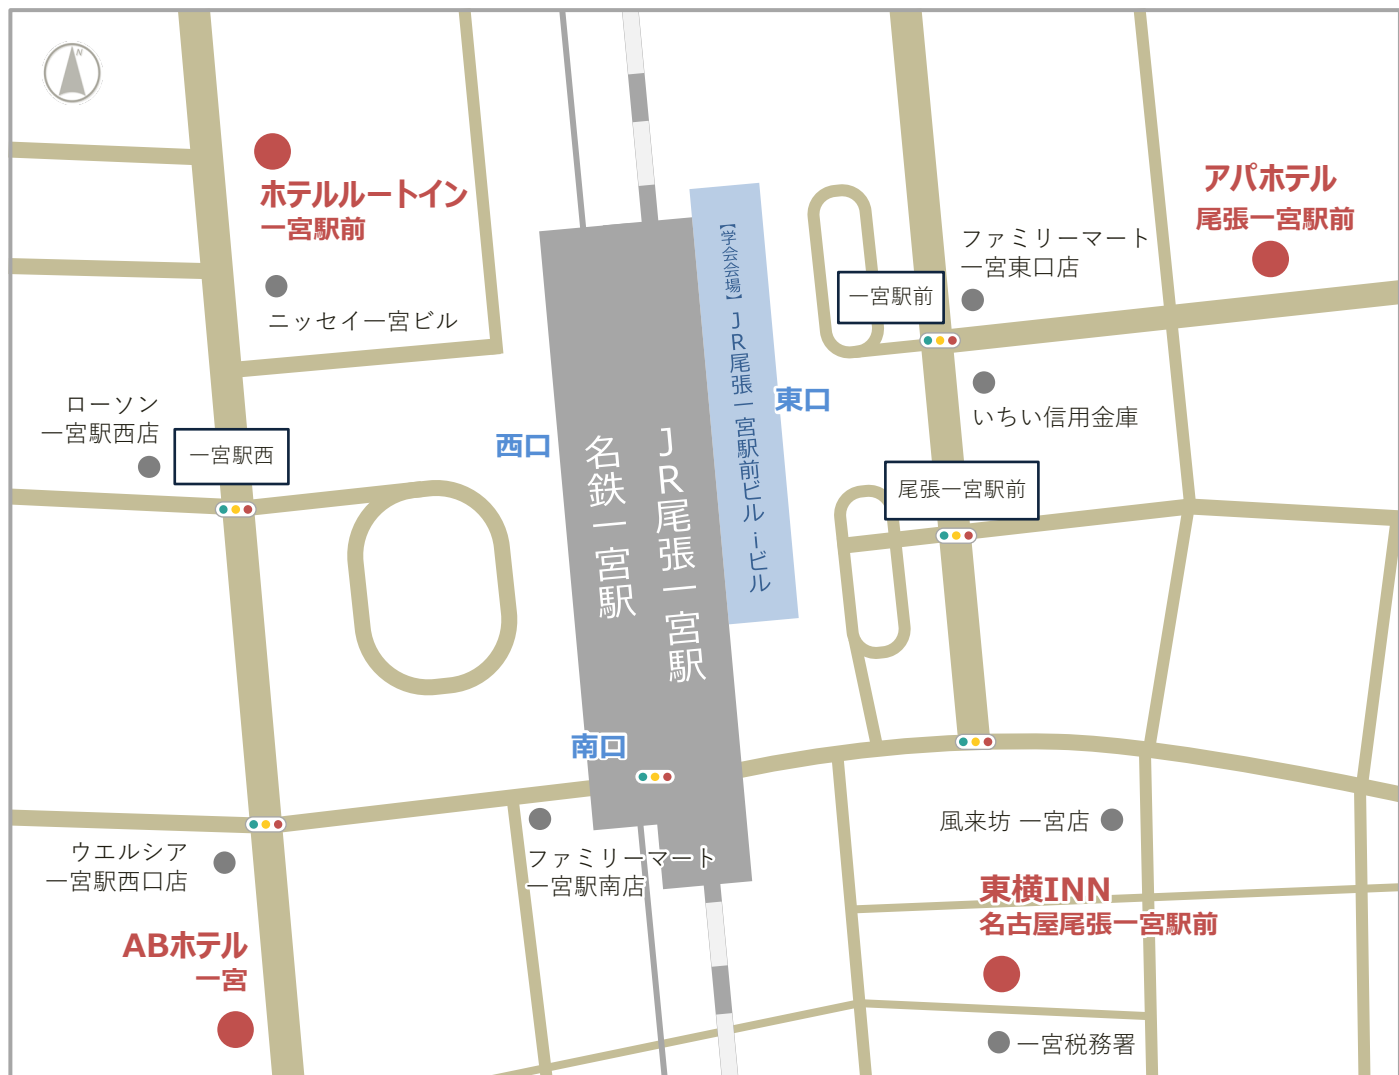 N
ホテルルートイン
一宮駅前
ニッセイ一宮ビル
アパホテル
尾張一宮駅前
ファミリーマート
一宮東口店
一宮駅前
いちい信用金庫
【学会会場】JR尾張一宮駅前ビル iビル
東口
西口
名鉄一宮駅
JR尾張一宮駅
ローソン
一宮駅西店
一宮駅西
尾張一宮駅前
南口
ファミリーマート
一宮駅南店
ウエルシア
一宮駅西口店
ABホテル
一宮
風来坊 一宮店
東横INN
名古屋尾張一宮駅前
一宮税務署